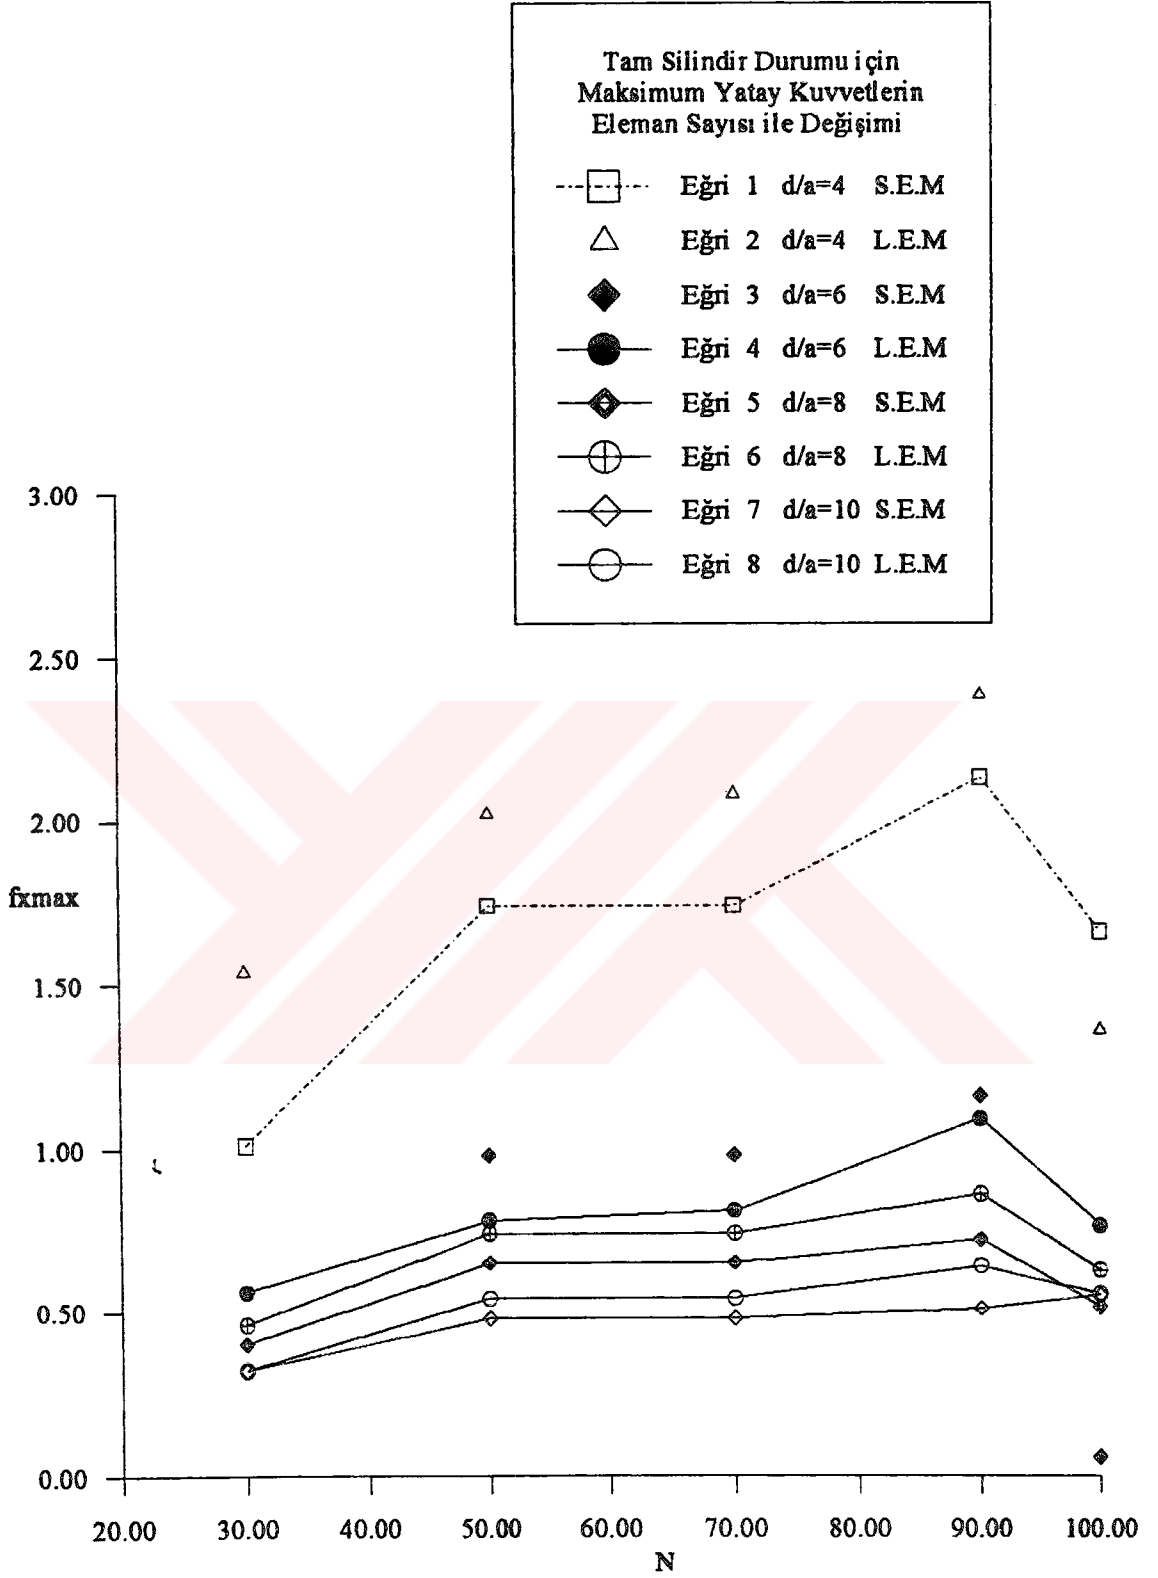 Tam Silindir Durumu için
Maksimum Yatay Kuvvetlerin
Eleman Sayısı ile Değişimi
Eğri 1 d/a=4 S.E.M
Eğri 2 d/a=4 L.E.M
Eğri 3 d/a=6 S.E.M
Eğri 4 d/a=6 L.E.M
Eğri 5 d/a=8 S.E.M
Eğri 6 d/a=8 L.E.M
Eğri 7 d/a=10 S.E.M
Eğri 8 d/a=10 L.E.M
3.00
2.50
2.00
fxmax
1.50
1.00
0.50
0.00
20.00 30.00 40.00 50.00 60.00 70.00 80.00 90.00 100.00
N